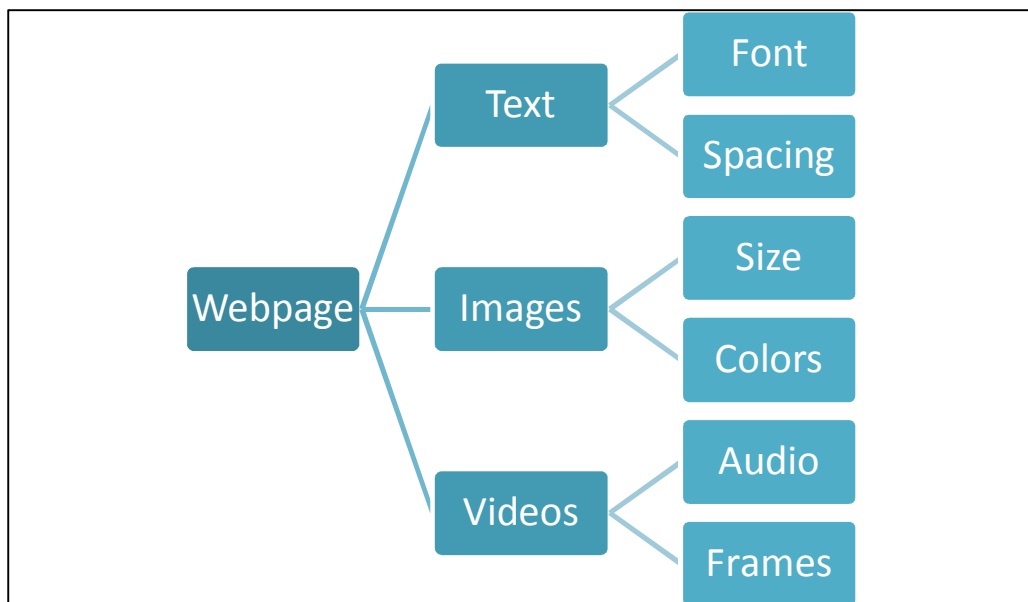 Webpage
Text
Font
Spacing
Images
Size
Colors
Videos
Audio
Frames